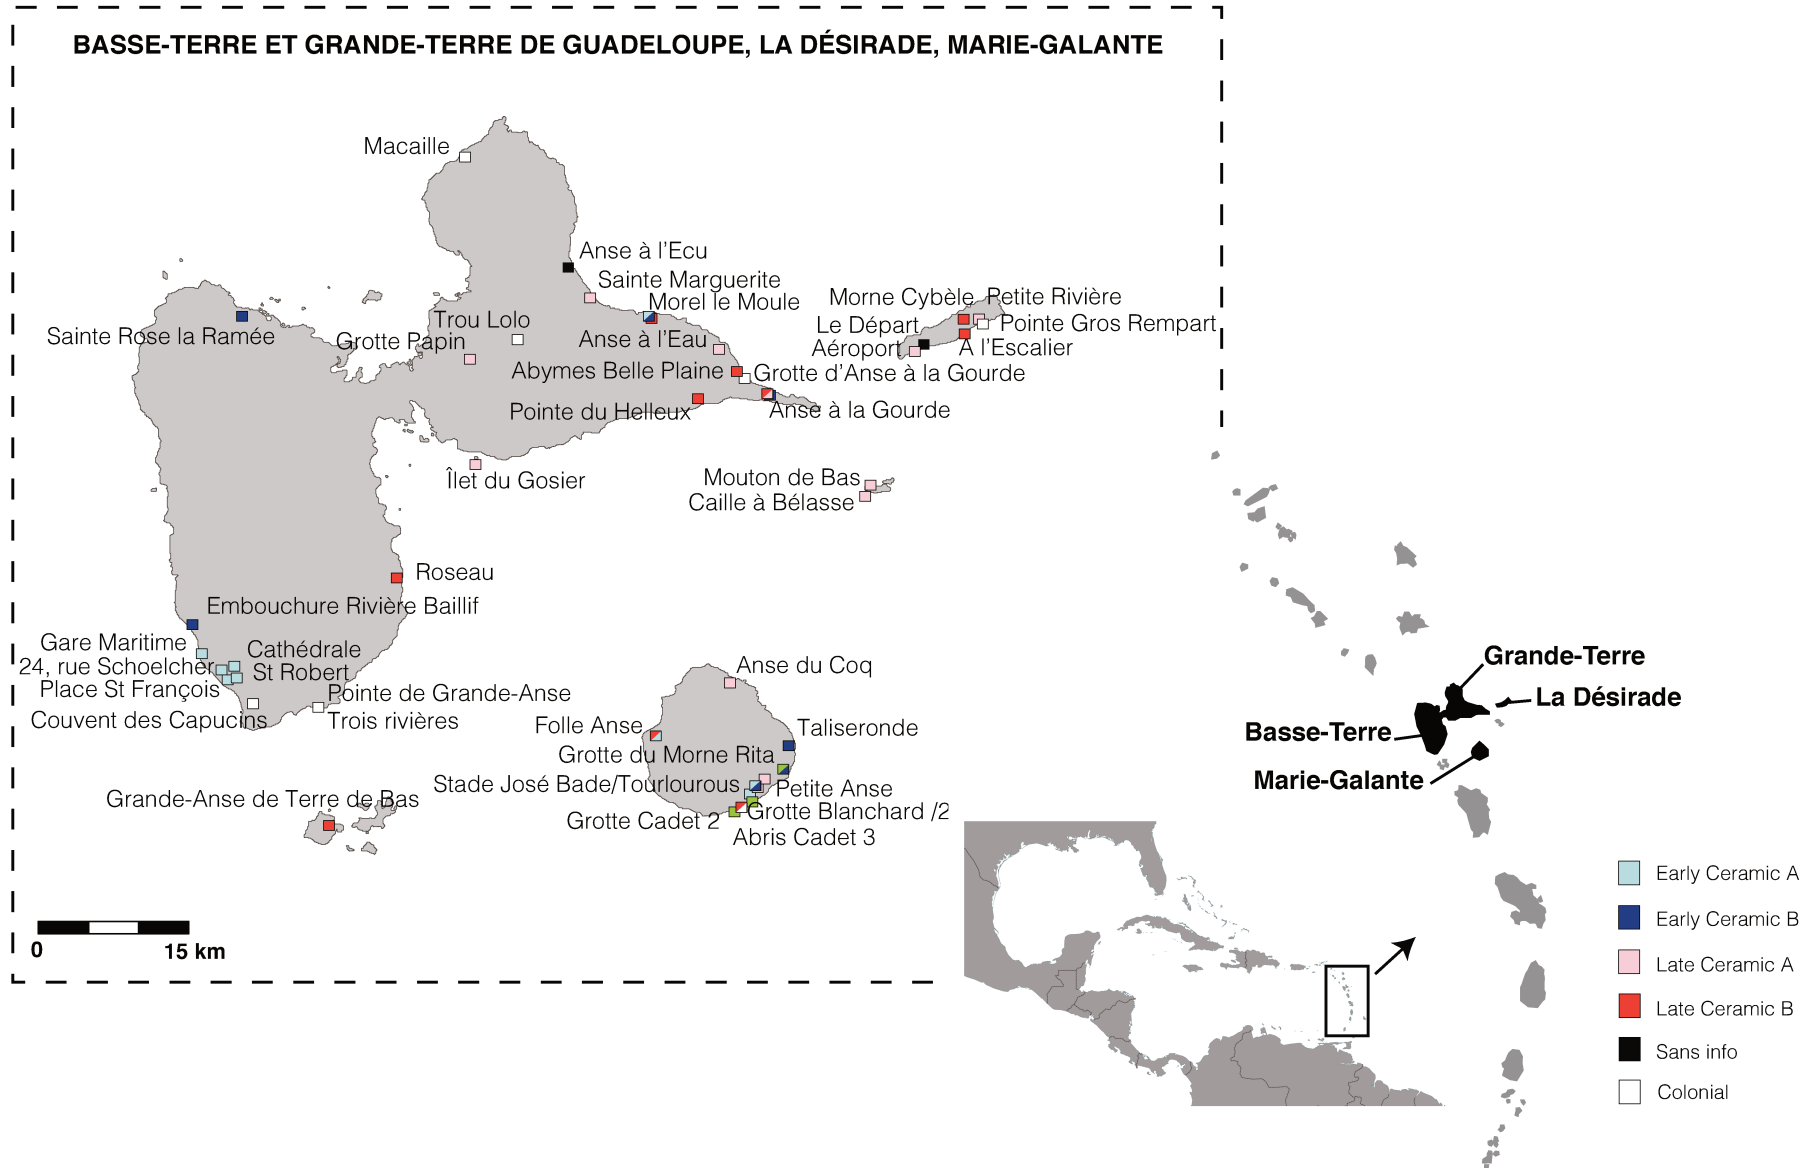 BASSE-TERRE ET GRANDE-TERRE DE GUADELOUPE, LA DÉSIRADE, MARIE-GALANTE
Macaille
Anse à l'Ecu
Sainte Marguerite
Morel le Moule
Morne Cybèle
Petite Rivière
Trou Lolo
Le Départ
Pointe Gros Rempart
Sainte Rose la Ramée
Grotte Papin
Anse à l'Eau
Aéroport
A l'Escalier
Abymes Belle Plaine
Grotte d'Anse à la Gourde
Pointe du Helleux
Anse à la Gourde
Îlet du Gosier
Mouton de Bas
Caille à Bélasse
Roseau
Embouchure Rivière Baillif
Gare Maritime
Cathédrale
24, rue Schoelcher
St Robert
Place St François
Pointe de Grande-Anse
Couvent des Capucins
Trois rivières
Anse du Coq
Folle Anse
Taliseronde
Grotte du Morne Rita
Stade José Bade/Tourlourous
Petite Anse
Grande-Anse de Terre de Bas
Grotte Blanchard /2
Grotte Cadet 2
Abris Cadet 3
0
15 km
Grande-Terre
La Désirade
Basse-Terre
Marie-Galante
Early Ceramic A
Early Ceramic B
Late Ceramic A
Late Ceramic B
Sans info
Colonial